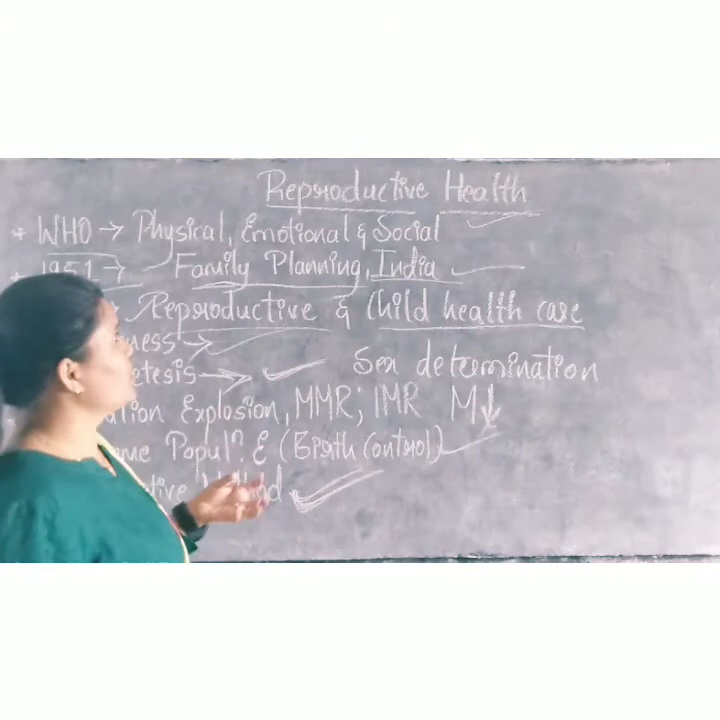 Reproductive Health
+ WHO → Physical, Emotional & Social
1951 → Family Planning, India
Reproductive & Child health care
→
→ Sex determination
Explosion, MMR; IMR M↓
Popul? & (Birth Control)